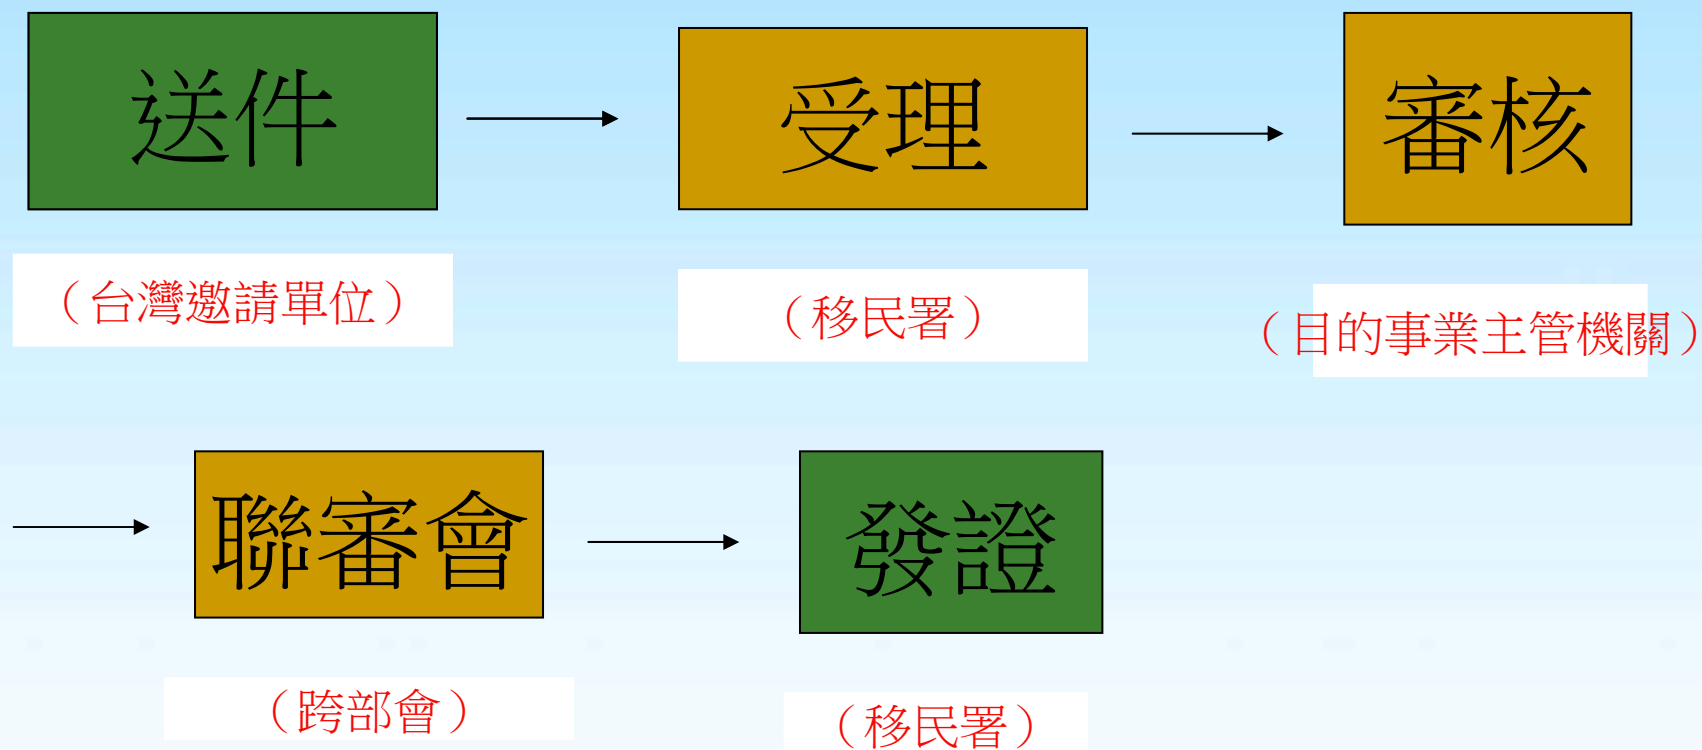 送件
受理
審核
（台灣邀請單位）
（移民署）
（目的事業主管機關）
聯審會
發證
（跨部會）
（移民署）